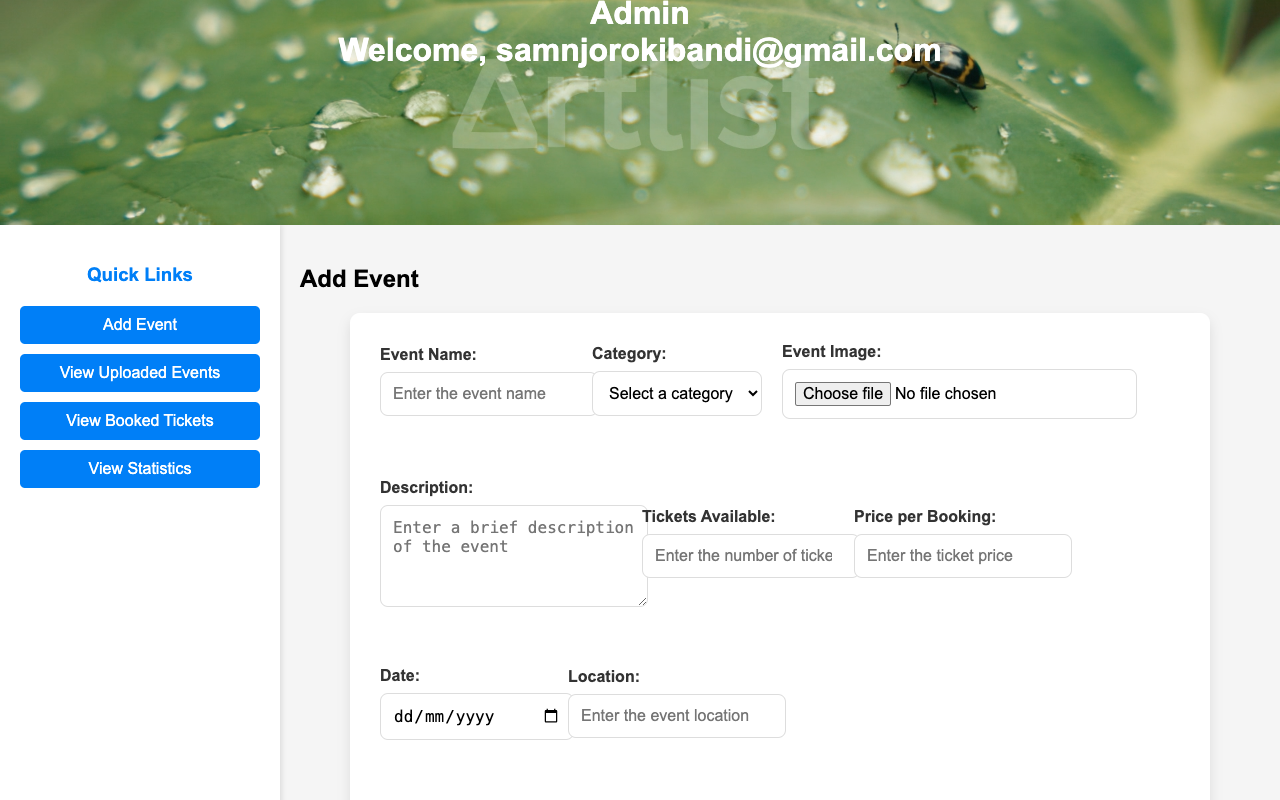 Admin
Welcome, samnjorokibandi@gmail.com
Artlist
Quick Links
Add Event
View Uploaded Events
View Booked Tickets
View Statistics
Add Event
Event Name:
Enter the event name
Category:
Select a category
Event Image:
Choose file No file chosen
Description:
Enter a brief description
of the event
Tickets Available:
Enter the number of ticke
Price per Booking:
Enter the ticket price
Date:
dd/mm/yyyy
Location:
Enter the event location